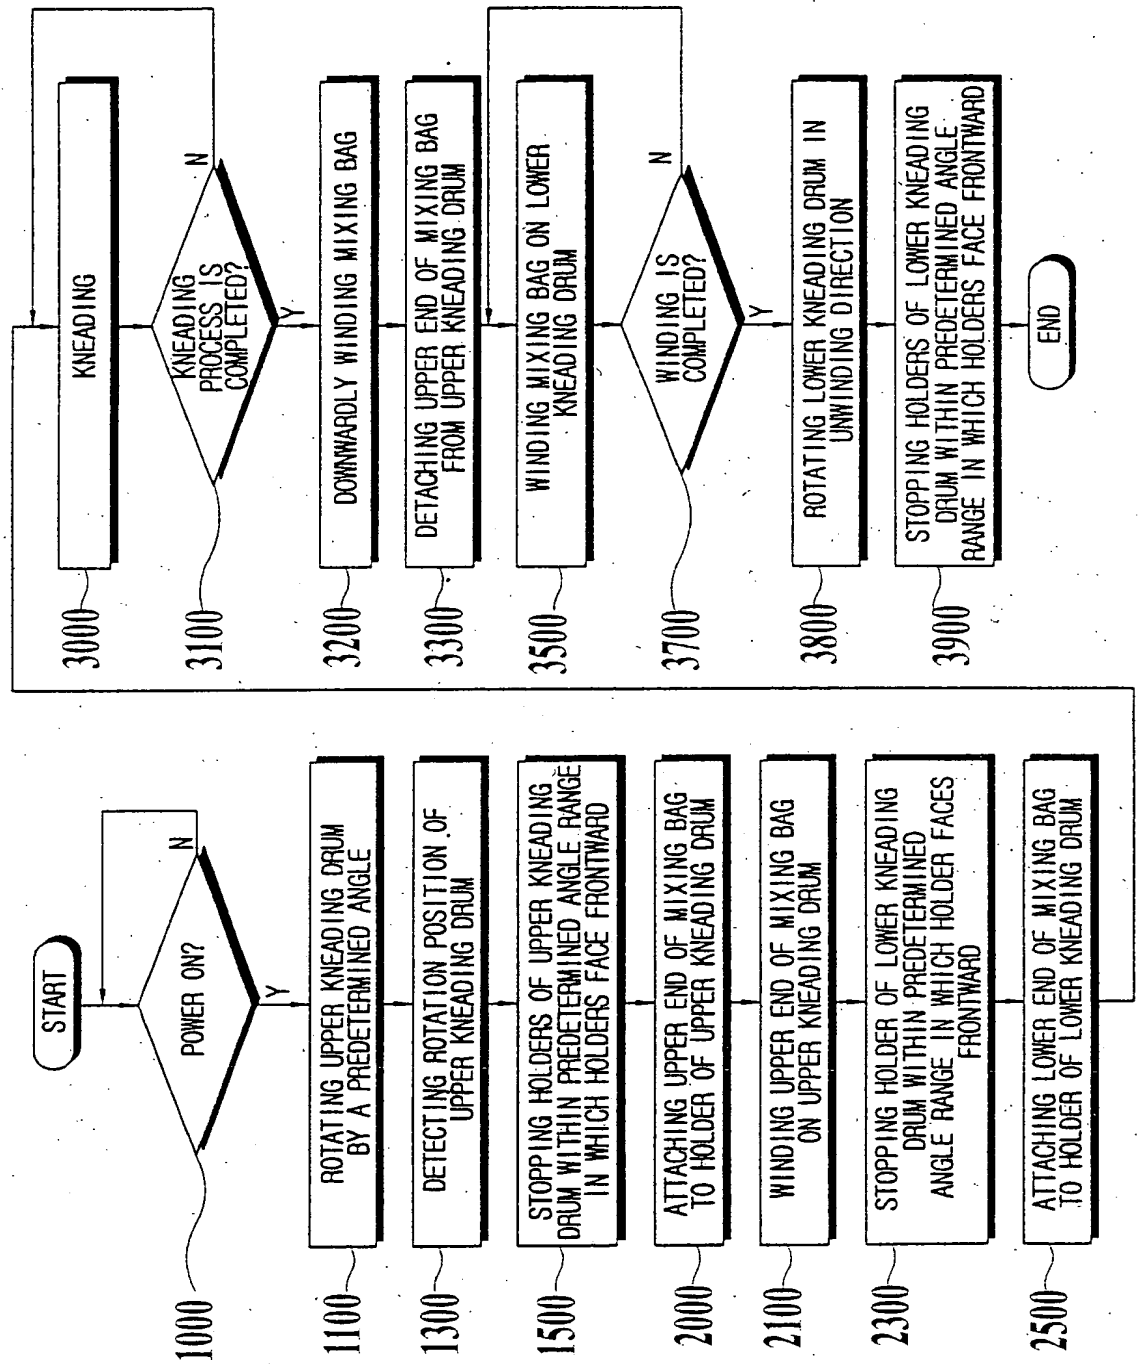 START
POWER ON?
N
Y
1000
ROTATING UPPER KNEADING DRUM
BY A PREDETERMINED ANGLE
1100
DETECTING ROTATION POSITION OF
UPPER KNEADING DRUM
1300
STOPPING HOLDERS OF UPPER KNEADING
DRUM WITHIN PREDETERMINED ANGLE RANGE
IN WHICH HOLDERS FACE FRONTWARD
1500
ATTACHING UPPER END OF MIXING BAG
TO HOLDER OF UPPER KNEADING DRUM
2000
WINDING UPPER END OF MIXING BAG
ON UPPER KNEADING DRUM
2100
STOPPING HOLDER OF LOWER KNEADING
DRUM WITHIN PREDETERMINED
ANGLE RANGE IN WHICH HOLDER FACES
FRONTWARD
2300
ATTACHING LOWER END OF MIXING BAG
TO HOLDER OF LOWER KNEADING DRUM
2500
KNEADING
3000
KNEADING
PROCESS IS
COMPLETED?
N
Y
3100
DOWNWARDLY WINDING MIXING BAG
3200
DETACHING UPPER END OF MIXING BAG
FROM UPPER KNEADING DRUM
3300
WINDING MIXING BAG ON LOWER
KNEADING DRUM
3500
WINDING IS
COMPLETED?
N
Y
3700
ROTATING LOWER KNEADING DRUM IN
UNWINDING DIRECTION
3800
STOPPING HOLDERS OF LOWER KNEADING
DRUM WITHIN PREDETERMINED ANGLE
RANGE IN WHICH HOLDERS FACE FRONTWARD
3900
END